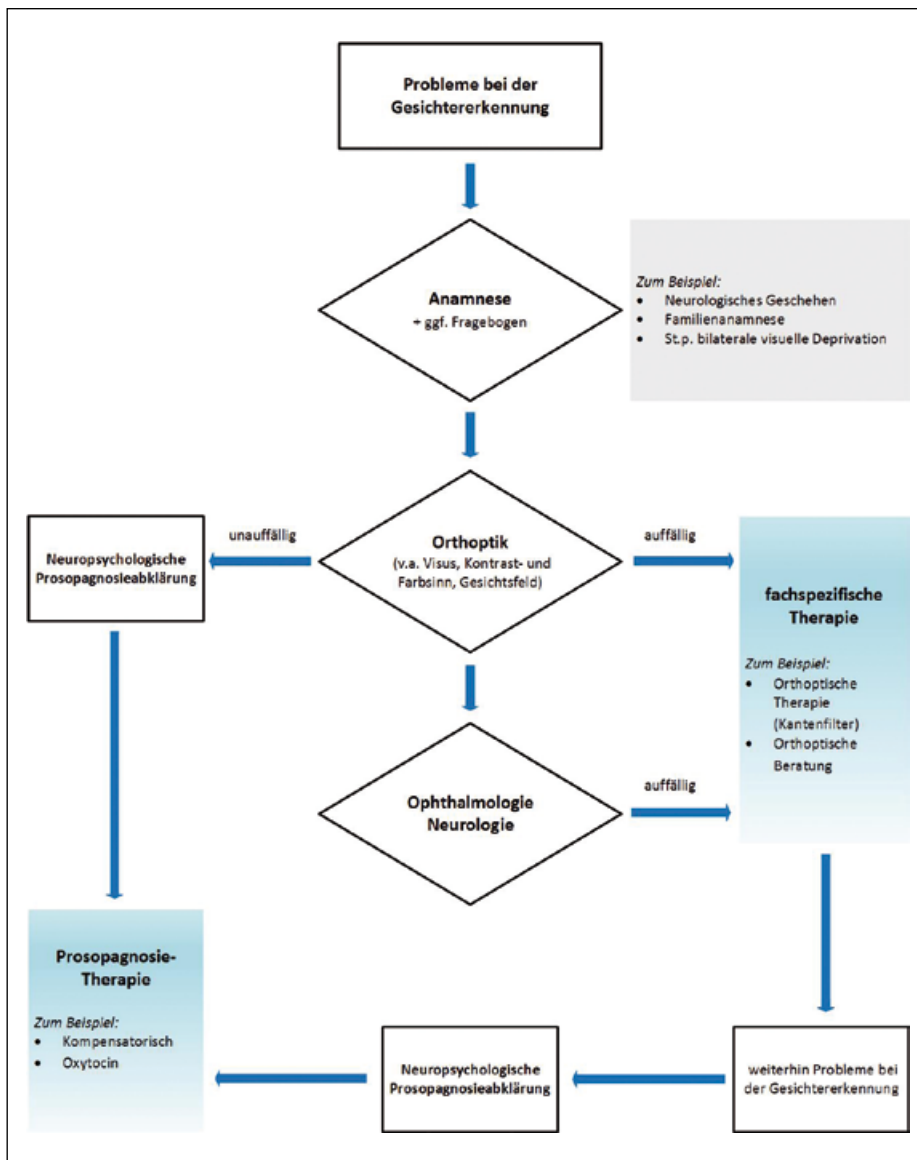 Probleme bei der
Gesichtererkennung
Anamnese
+ ggf. Fragebogen
Zum Beispiel:
• Neurologisches Geschehen
• Familienanamnese
• St.p. bilaterale visuelle Deprivation
unauffällig
Neuropsychologische
Prosopagnosieabklärung
Orthoptik
(v.a. Visus, Kontrast- und
Farbsinn, Gesichtsfeld)
auffällig
fachspezifische
Therapie
Zum Beispiel:
• Orthoptische
Therapie
(Kantenfilter)
• Orthoptische
Beratung
Ophthalmologie
Neurologie
auffällig
Prosopagnosie-
Therapie
Zum Beispiel:
• Kompensatorisch
• Oxytocin
Neuropsychologische
Prosopagnosieabklärung
weiterhin Probleme bei
der Gesichtererkennung